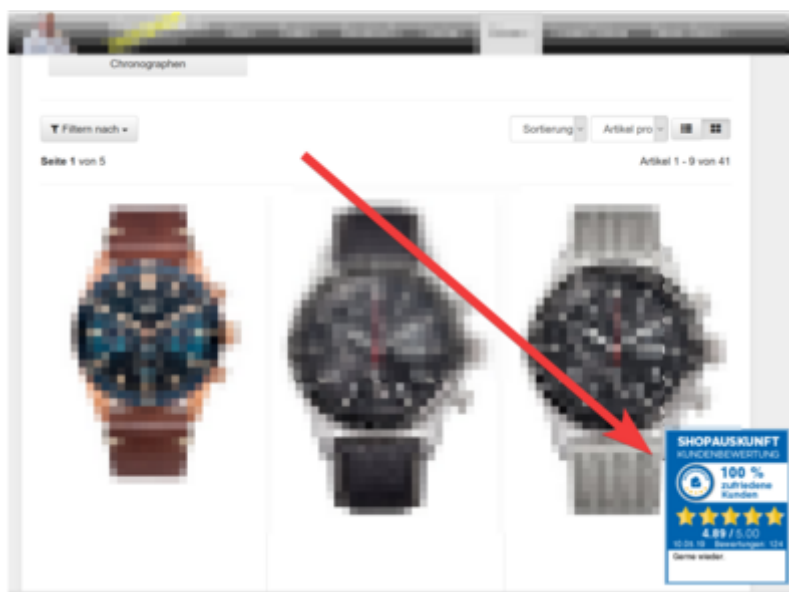 Chronographen
Filtern nach
Sortierung
Artikel pro
Seite 1 von 5
Artikel 1 - 9 von 41
SHOPAUSKUNFT
KUNDENBEWERTUNG
100 %
zufriedene
Kunden
4.89 / 5.00
Bewertungen: 124
Gerne wieder.